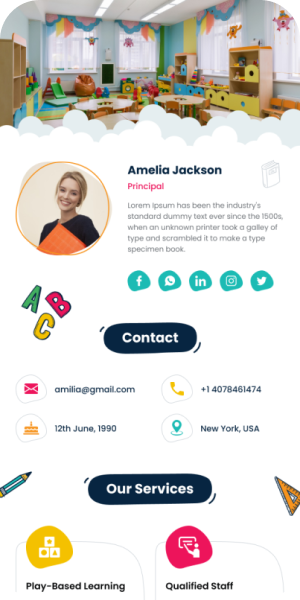 Amelia Jackson
Principal
Lorem Ipsum has been the industry's
standard dummy text ever since the 1500s,
when an unknown printer took a galley of
type and scrambled it to make a type
specimen book.
A
B
C
Contact
amilia@gmail.com
+1 4078461474
12th June, 1990
New York, USA
Our Services
Play-Based Learning
Qualified Staff